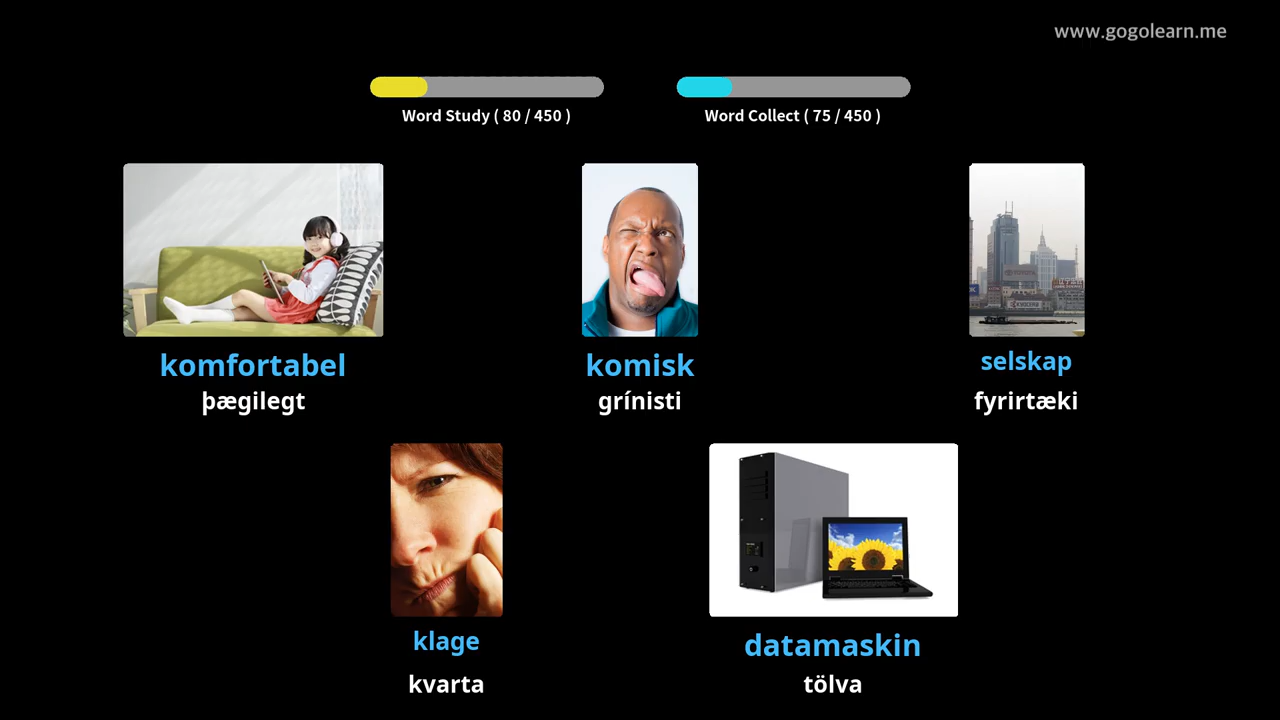 www.gogolearn.me
Word Study ( 80 / 450 )
Word Collect ( 75 / 450 )
TOYOTA
komfortabel
komisk
selskap
þægilegt
grínisti
fyrirtæki
klage
datamaskin
kvarta
tölva